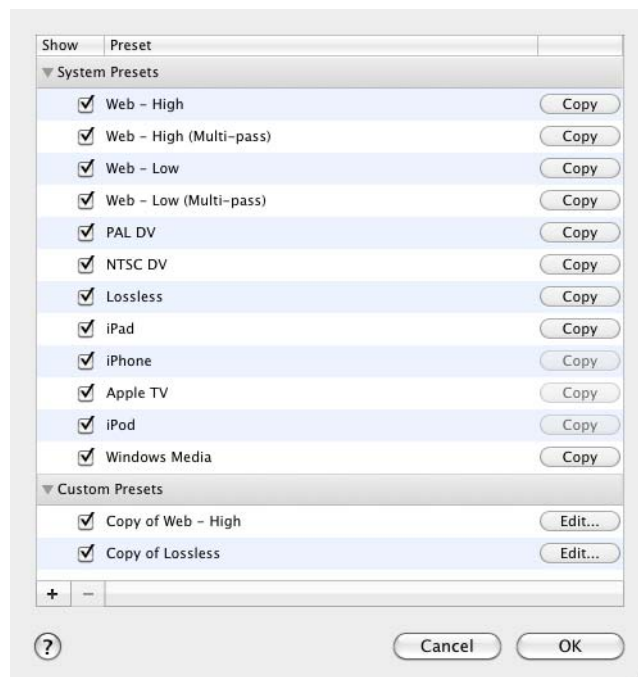 Show Preset
System Presets
Web – High Copy
Web – High (Multi-pass) Copy
Web – Low Copy
Web – Low (Multi-pass) Copy
PAL DV Copy
NTSC DV Copy
Lossless Copy
iPad Copy
iPhone Copy
Apple TV Copy
iPod Copy
Windows Media Copy
Custom Presets
Copy of Web – High Edit...
Copy of Lossless Edit...
+ –
? Cancel OK